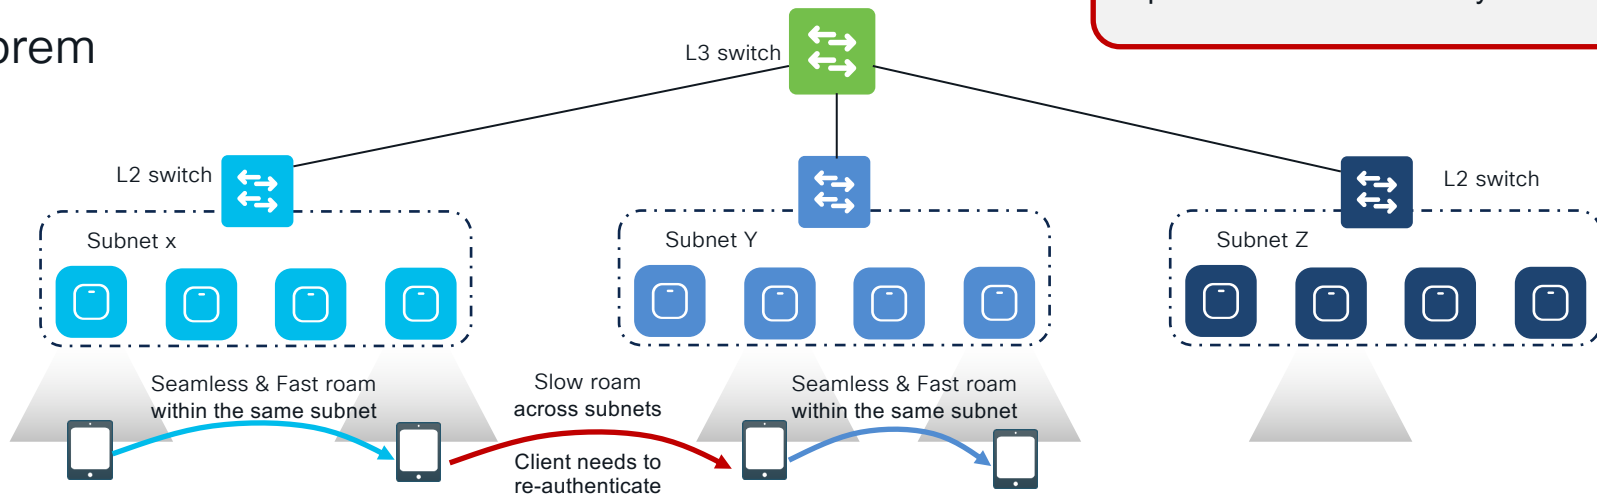 orem
L3 switch
L2 switch
L2 switch
Subnet x
Subnet Y
Subnet Z
Seamless & Fast roam
within the same subnet
Slow roam
across subnets
Client needs to
re-authenticate
Seamless & Fast roam
within the same subnet